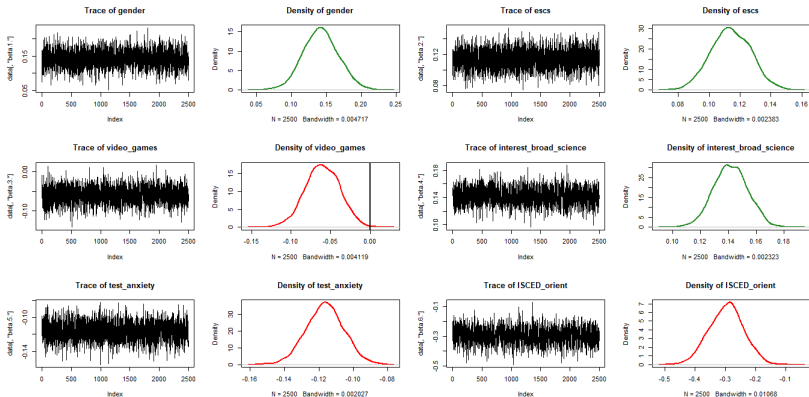 Trace of gender
data[, "beta.1."]
0.05 0.15
0 500 1000 1500 2000 2500
Index
Density of gender
Density
0 5 10 15
0.05 0.10 0.15 0.20 0.25
N = 2500 Bandwidth = 0.004717
Trace of escs
data[, "beta.2."]
0.08 0.12
0 500 1000 1500 2000 2500
Index
Density of escs
Density
0 10 20 30
0.08 0.10 0.12 0.14 0.16
N = 2500 Bandwidth = 0.002383
Trace of video_games
data[, "beta.3."]
-0.10 0.00
0 500 1000 1500 2000 2500
Index
Density of video_games
Density
0 5 10 15
-0.15 -0.10 -0.05 0.00
N = 2500 Bandwidth = 0.004119
Trace of interest_broad_science
data[, "beta.4."]
0.10 0.14 0.18
0 500 1000 1500 2000 2500
Index
Density of interest_broad_science
Density
0 5 15 25
0.10 0.12 0.14 0.16 0.18
N = 2500 Bandwidth = 0.002323
Trace of test_anxiety
data[, "beta.5."]
-0.14 -0.10
0 500 1000 1500 2000 2500
Index
Density of test_anxiety
Density
0 10 20 30
-0.16 -0.14 -0.12 -0.10 -0.08
N = 2500 Bandwidth = 0.002027
Trace of ISCED_orient
data[, "beta.6."]
-0.5 -0.3 -0.1
0 500 1000 1500 2000 2500
Index
Density of ISCED_orient
Density
0 1 2 3 4 5 6 7
-0.5 -0.4 -0.3 -0.2 -0.1
N = 2500 Bandwidth = 0.01068